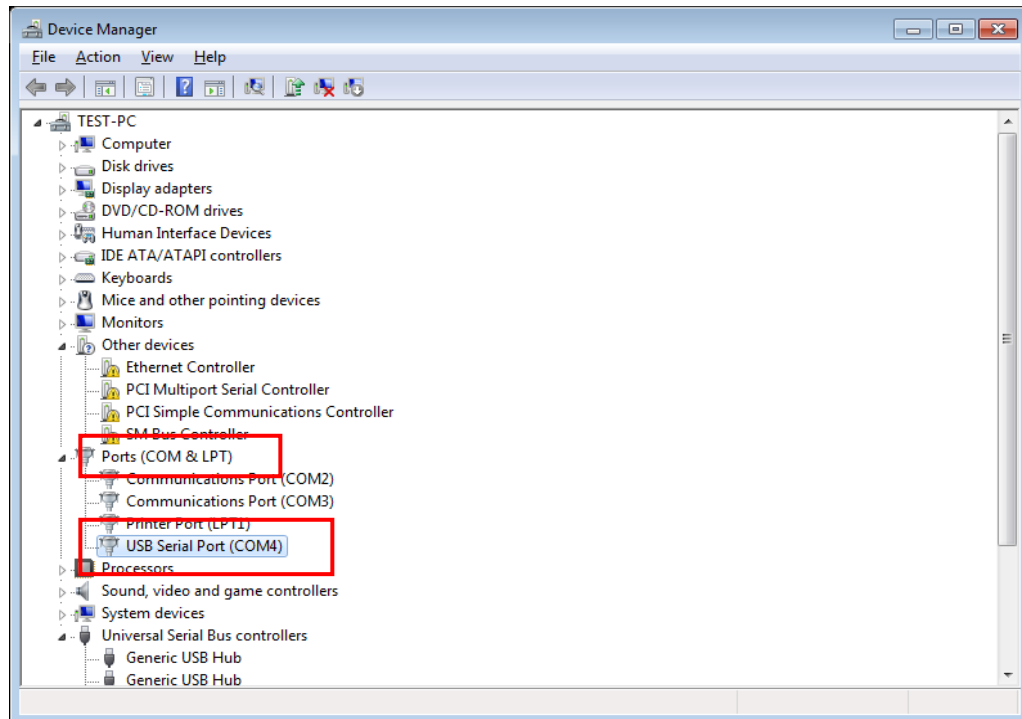 Device Manager
File Action View Help
TEST-PC
Computer
Disk drives
Display adapters
DVD/CD-ROM drives
Human Interface Devices
IDE ATA/ATAPI controllers
Keyboards
Mice and other pointing devices
Monitors
Other devices
Ethernet Controller
PCI Multiport Serial Controller
PCI Simple Communications Controller
SM Bus Controller
Ports (COM & LPT)
Communications Port (COM2)
Communications Port (COM3)
Printer Port (LPT1)
USB Serial Port (COM4)
Processors
Sound, video and game controllers
System devices
Universal Serial Bus controllers
Generic USB Hub
Generic USB Hub